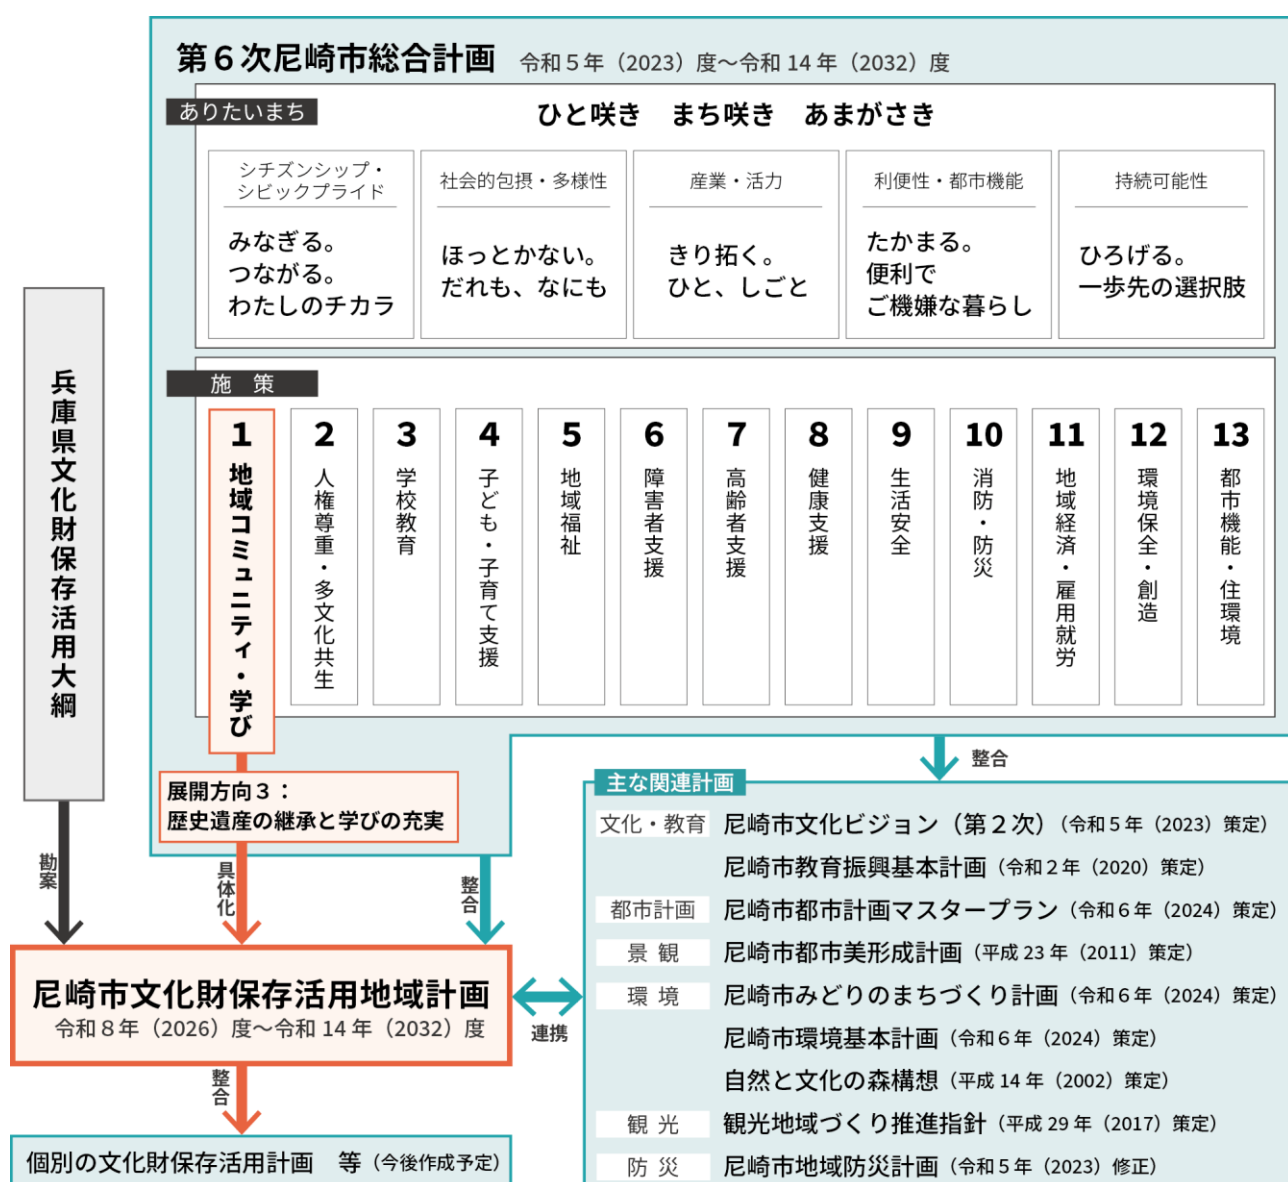 第６次尼崎市総合計画 令和５年（2023）度～令和 14 年（2032）度
ありたいまち
ひと咲き　まち咲き　あまがさき
シチズンシップ・
シビックプライド
みなぎる。
つながる。
わたしのチカラ
社会的包摂・多様性
ほっとかない。
だれも、なにも
産業・活力
きり拓く。
ひと、しごと
利便性・都市機能
たかまる。
便利で
ご機嫌な暮らし
持続可能性
ひろげる。
一歩先の選択肢
施　策
1 地域コミュニティ・学び
2 人権尊重・多文化共生
3 学校教育
4 子ども・子育て支援
5 地域福祉
6 障害者支援
7 高齢者支援
8 健康支援
9 生活安全
10 消防・防災
11 地域経済・雇用就労
12 環境保全・創造
13 都市機能・住環境
兵庫県文化財保存活用大綱
展開方向３：
歴史遺産の継承と学びの充実
勘案
具体化
整合
整合
尼崎市文化財保存活用地域計画
令和８年（2026）度～令和 14 年（2032）度
連携
整合
個別の文化財保存活用計画　等（今後作成予定）
主な関連計画
文化・教育 尼崎市文化ビジョン（第２次）（令和５年（2023）策定）
尼崎市教育振興基本計画（令和２年（2020）策定）
都市計画 尼崎市都市計画マスタープラン（令和６年（2024）策定）
景 観 尼崎市都市美形成計画（平成 23 年（2011）策定）
環 境 尼崎市みどりのまちづくり計画（令和６年（2024）策定）
尼崎市環境基本計画（令和６年（2024）策定）
自然と文化の森構想（平成 14 年（2002）策定）
観 光 観光地域づくり推進指針（平成 29 年（2017）策定）
防 災 尼崎市地域防災計画（令和５年（2023）修正）